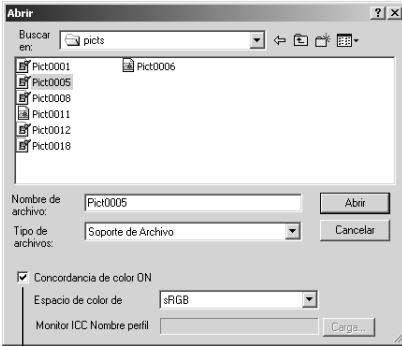 Abrir
Buscar en:
picts
Pict0001
Pict0006
Pict0005
Pict0008
Pict0011
Pict0012
Pict0018
Nombre de archivo:
Pict0005
Abrir
Tipo de archivos:
Soporte de Archivo
Cancelar
Concordancia de color ON
Espacio de color de
sRGB
Monitor ICC Nombre perfil
Carga...